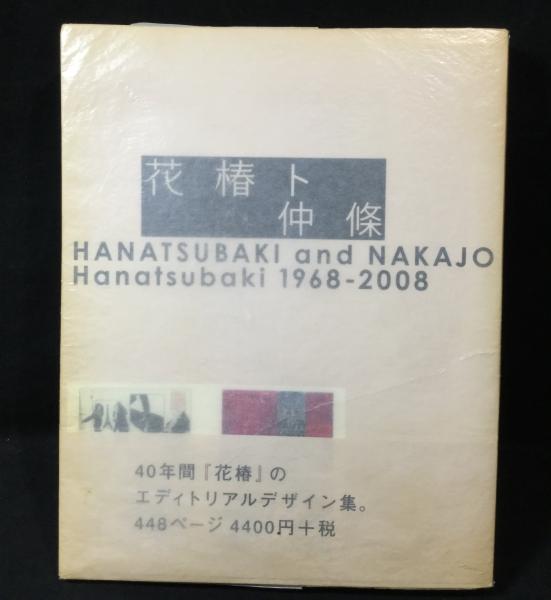 花椿ト
仲條
HANATSUBAKI and NAKAJO
Hanatsubaki 1968-2008
40年間『花椿』の
エディトリアルデザイン集。
448ページ 4400円＋税